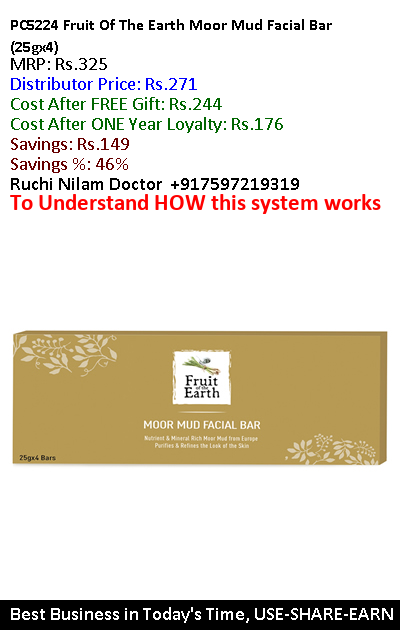 PC5224 Fruit Of The Earth Moor Mud Facial Bar
(25gx4)
MRP: Rs.325
Distributor Price: Rs.271
Cost After FREE Gift: Rs.244
Cost After ONE Year Loyalty: Rs.176
Savings: Rs.149
Savings %: 46%
Ruchi Nilam Doctor +917597219319
To Understand HOW this system works
Fruit
of the
Earth
MOOR MUD FACIAL BAR
Nutrient & Mineral Rich Moor Mud from Europe
Purifies & Refines the Look of the Skin
25gx4 Bars
Best Business in Today's Time, USE-SHARE-EARN